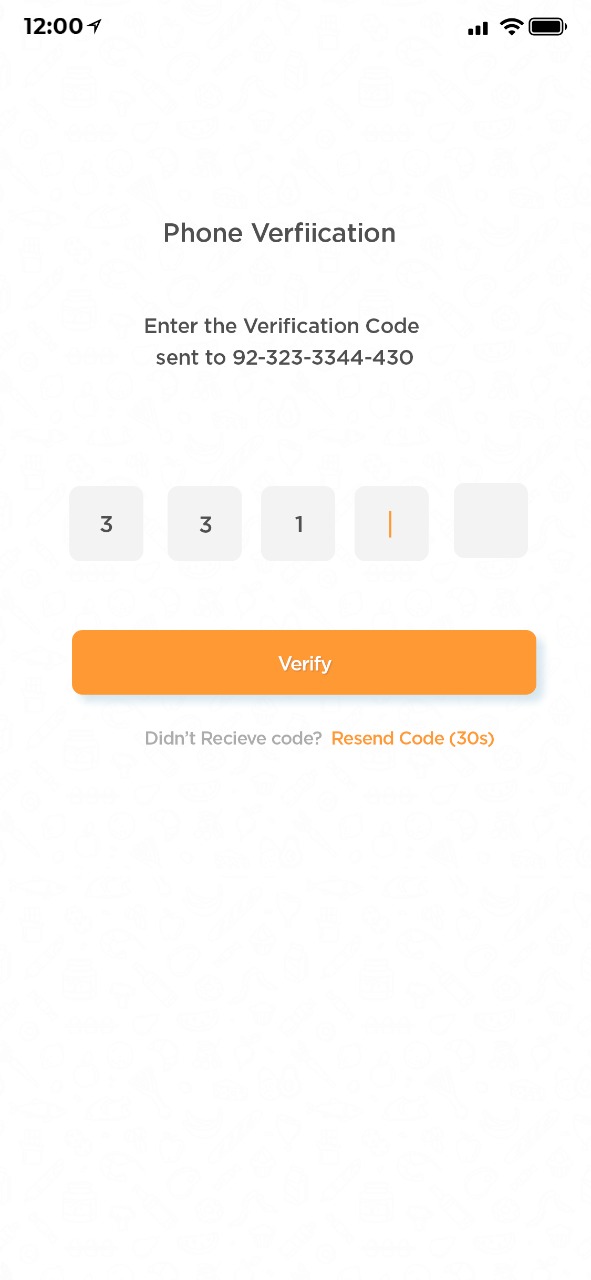 12:00
Phone Verfiication
Enter the Verification Code
sent to 92-323-3344-430
3 3 1
Verify
Didn't Recieve code? Resend Code (30s)